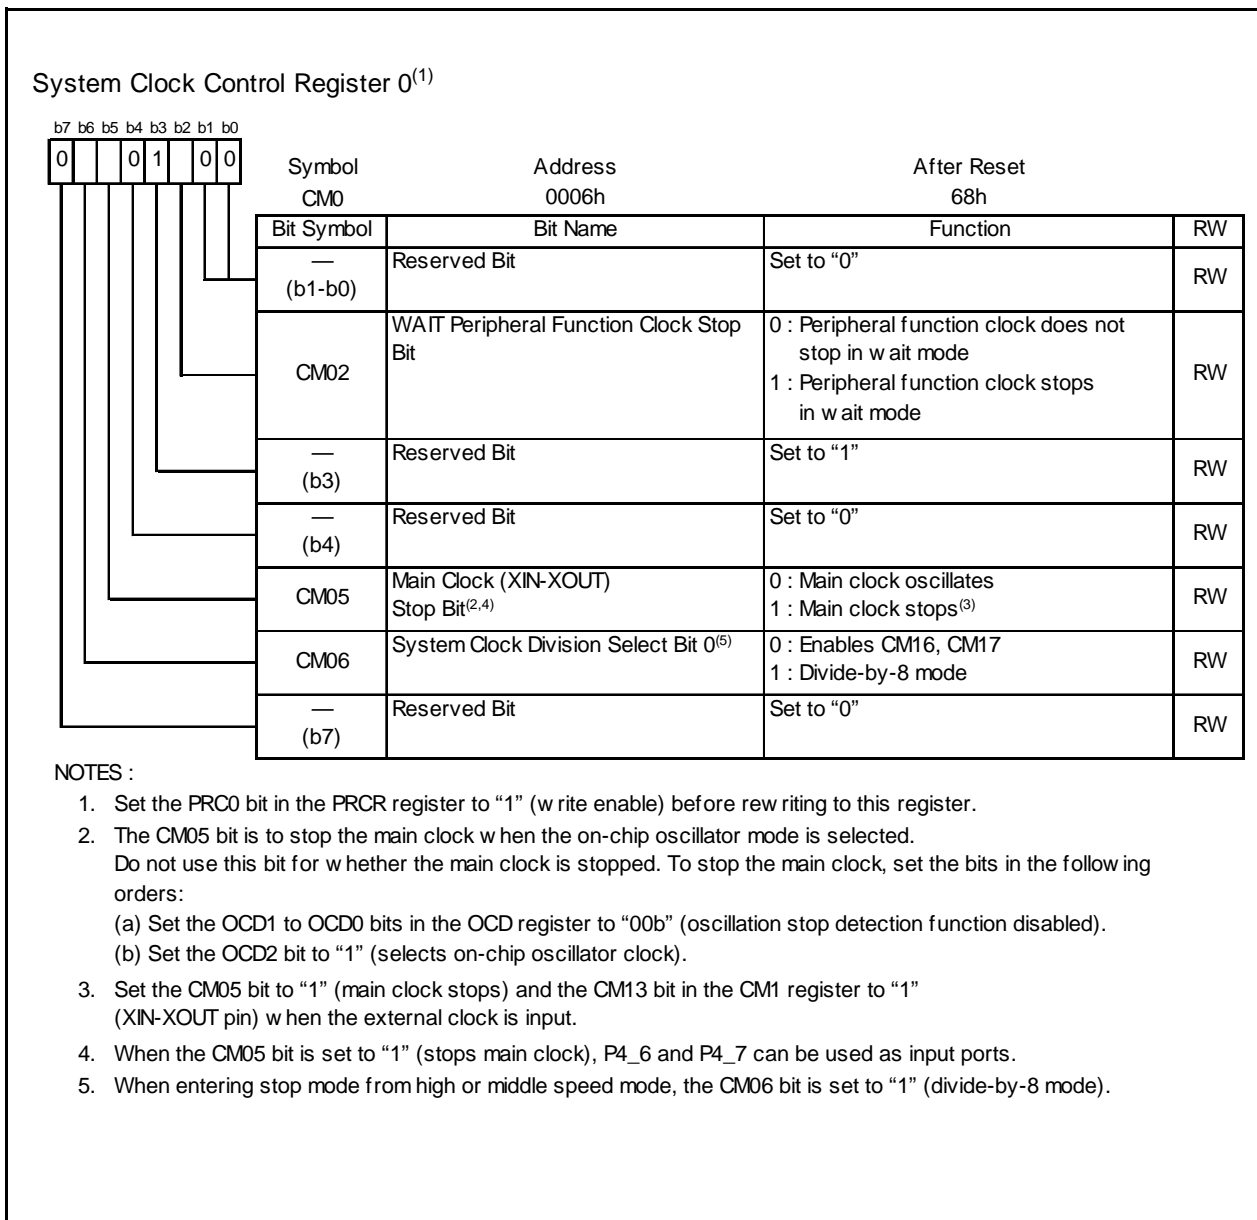 System Clock Control Register 0(1)
b7 b6 b5 b4 b3 b2 b1 b0
0 0 1 0 0
Symbol Address After Reset
CM0 0006h 68h
Bit Symbol Bit Name Function RW
— (b1-b0) Reserved Bit Set to “0” RW
CM02 WAIT Peripheral Function Clock Stop Bit 0 : Peripheral function clock does not stop in wait mode
1 : Peripheral function clock stops in wait mode RW
— (b3) Reserved Bit Set to “1” RW
— (b4) Reserved Bit Set to “0” RW
CM05 Main Clock (XIN-XOUT) Stop Bit(2,4) 0 : Main clock oscillates
1 : Main clock stops(3) RW
CM06 System Clock Division Select Bit 0(5) 0 : Enables CM16, CM17
1 : Divide-by-8 mode RW
— (b7) Reserved Bit Set to “0” RW
NOTES :
1. Set the PRC0 bit in the PRCR register to “1” (write enable) before rewriting to this register.
2. The CM05 bit is to stop the main clock when the on-chip oscillator mode is selected.
Do not use this bit for whether the main clock is stopped. To stop the main clock, set the bits in the following
orders:
(a) Set the OCD1 to OCD0 bits in the OCD register to “00b” (oscillation stop detection function disabled).
(b) Set the OCD2 bit to “1” (selects on-chip oscillator clock).
3. Set the CM05 bit to “1” (main clock stops) and the CM13 bit in the CM1 register to “1”
(XIN-XOUT pin) when the external clock is input.
4. When the CM05 bit is set to “1” (stops main clock), P4_6 and P4_7 can be used as input ports.
5. When entering stop mode from high or middle speed mode, the CM06 bit is set to “1” (divide-by-8 mode).